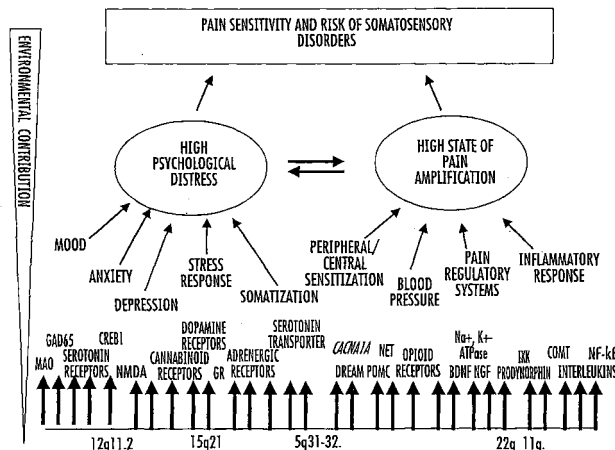 PAIN SENSITIVITY AND RISK OF SOMATOSENSORY
DISORDERS
ENVIRONMENTAL CONTRIBUTION
HIGH
PSYCHOLOGICAL
DISTRESS
HIGH STATE OF
PAIN
AMPLIFICATION
MOOD
ANXIETY
DEPRESSION
STRESS
RESPONSE
SOMATIZATION
PERIPHERAL/
CENTRAL
SENSITIZATION
BLOOD
PRESSURE
PAIN
REGULATORY
SYSTEMS
INFLAMMATORY
RESPONSE
MAO
GAD65
SEROTONIN
RECEPTORS
CREB1
NMDA
CANNABINOID
RECEPTORS
DOPAMINE
RECEPTORS
GR
ADRENERGIC
RECEPTORS
SEROTONIN
TRANSPORTER
CACNA1A
DREAM
POMC
NET
OPIOID
RECEPTORS
Na+, K+-
ATPase
BDNF
NGF
PRODYNORPHIN
IKK
COMT
INTERLEUKINS
NF-kB
12q11.2
15q21
5q31-32.
22q 11q.